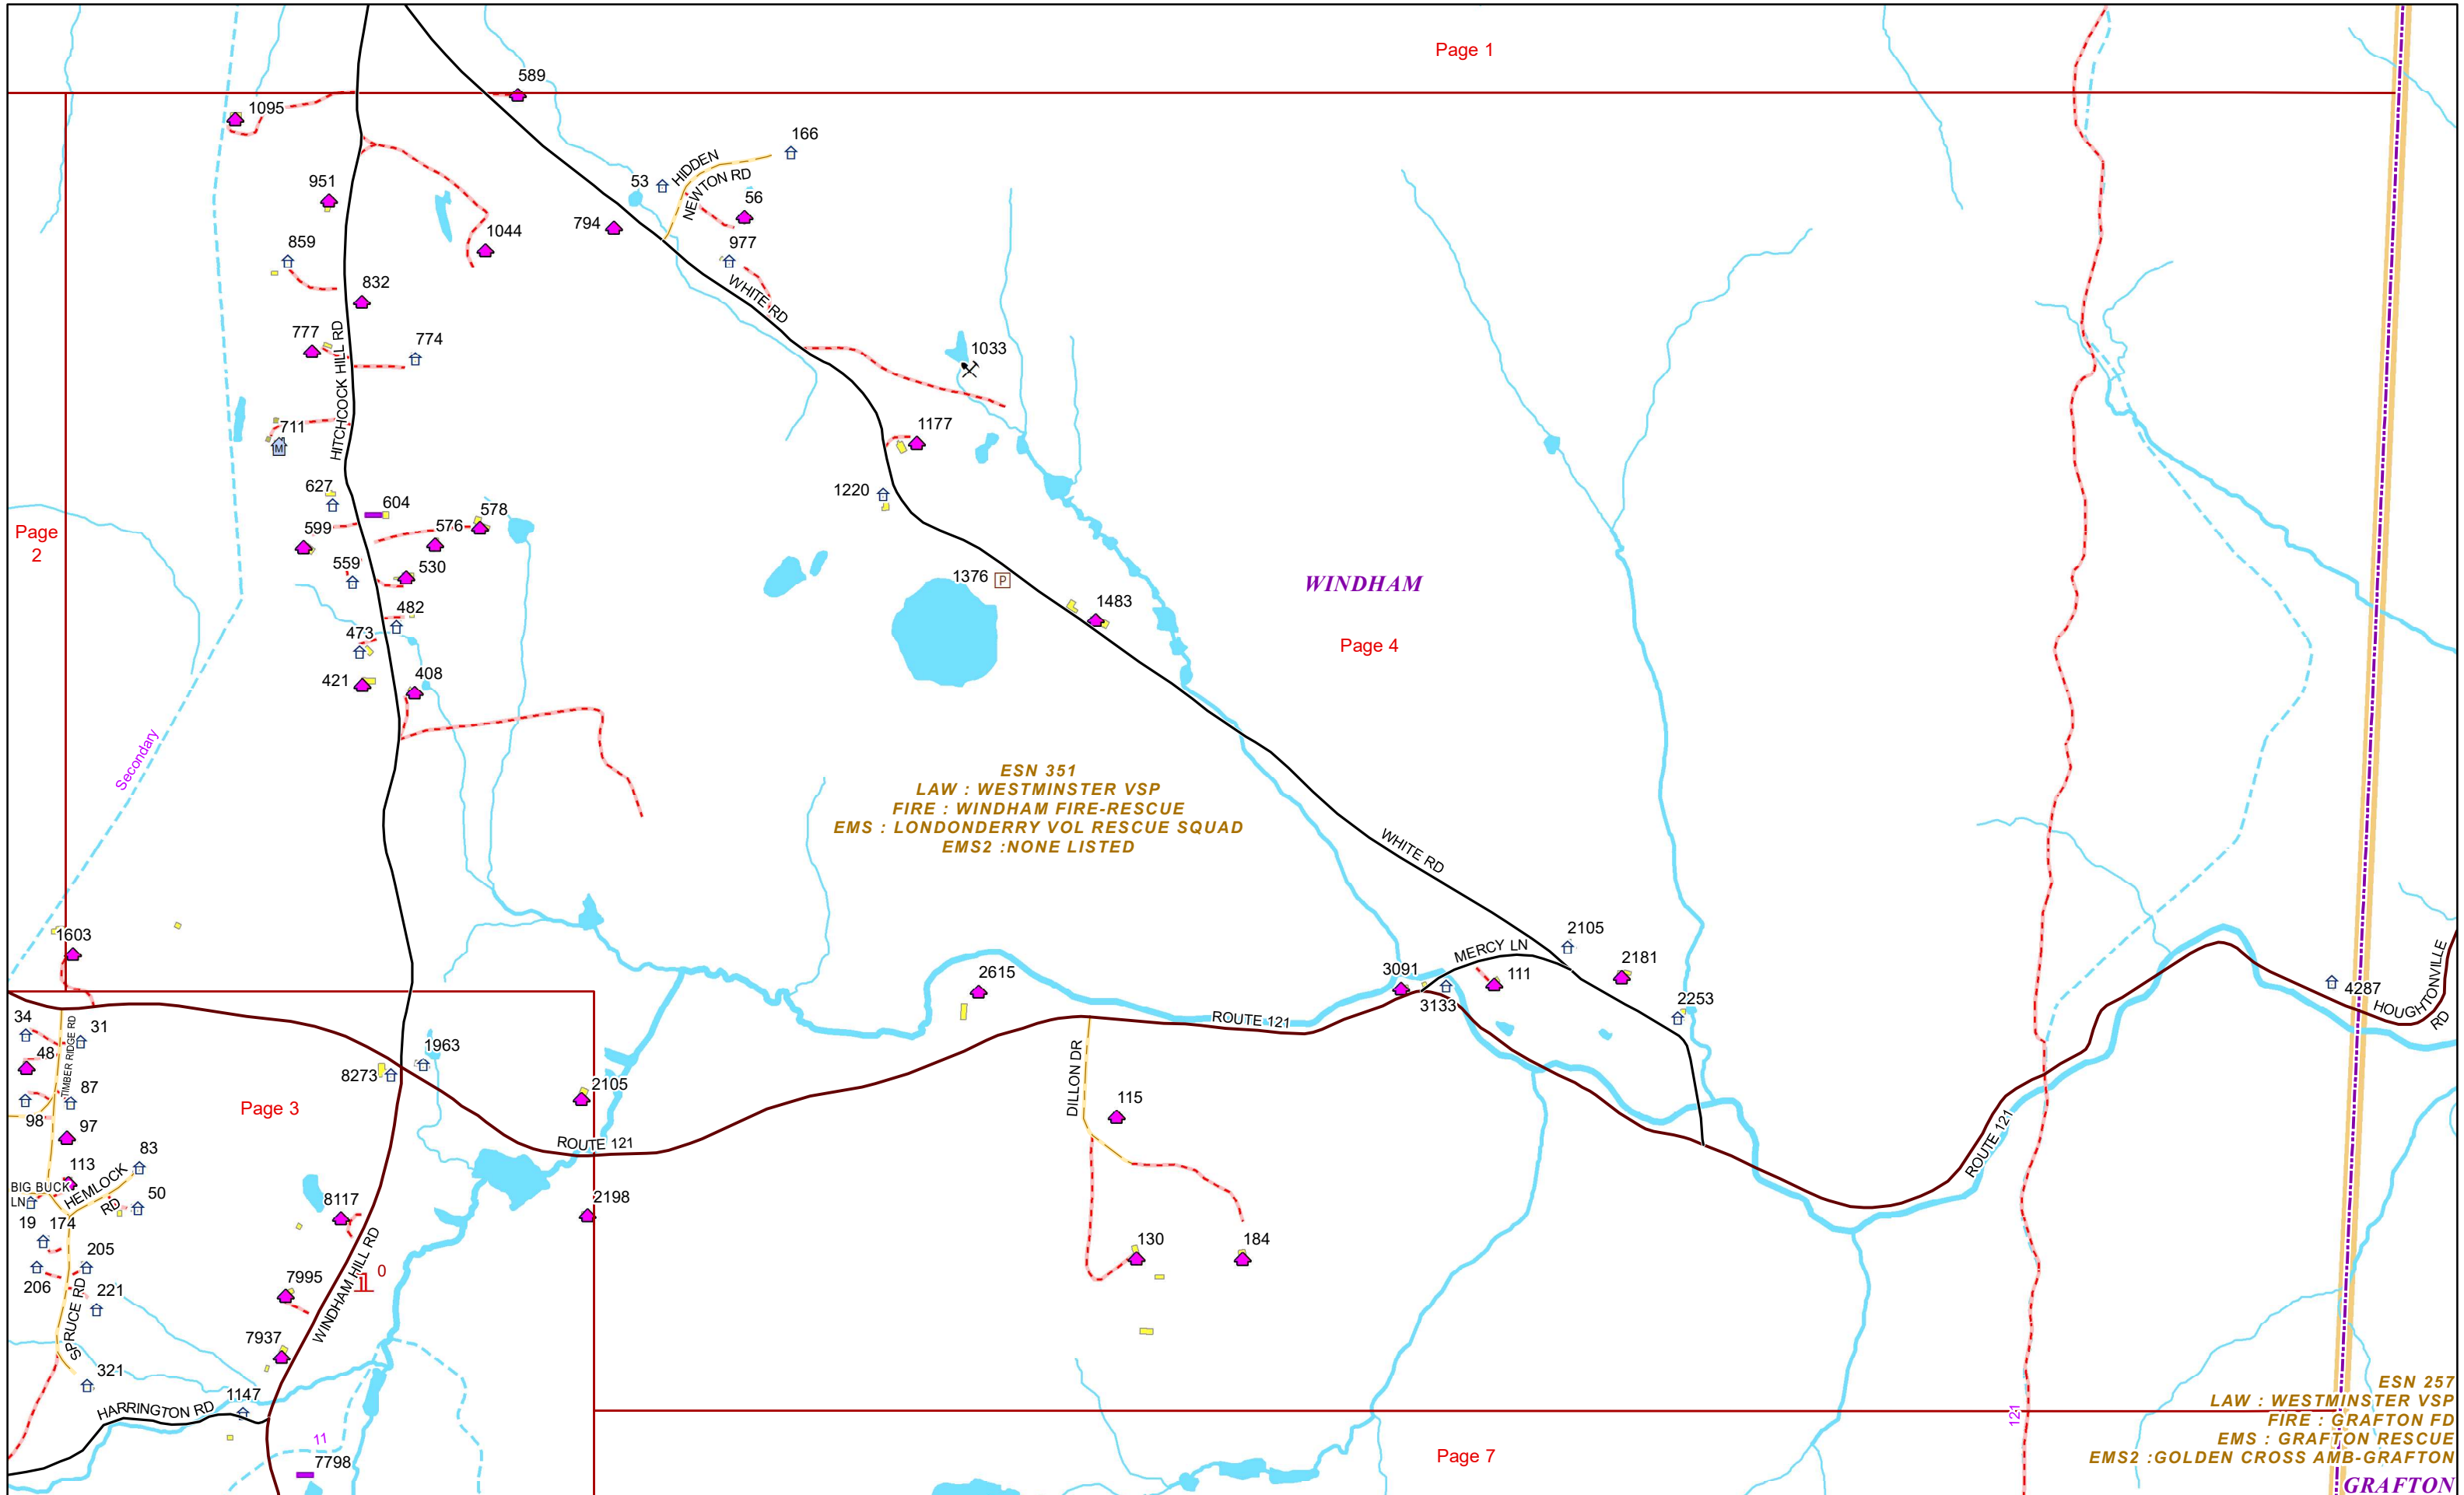 Page 1
589
1095
166
HIDDEN
NEWTON RD
53
56
951
794
1044
977
859
832
WHITE RD
777
774
HITCHCOCK HILL RD
1033
711
M
1177
627
604
578
1220
599
576
Page
2
559
530
1376
P
WINDHAM
482
1483
473
Page 4
421
408
Secondary
ESN 351
LAW : WESTMINSTER VSP
FIRE : WINDHAM FIRE-RESCUE
EMS : LONDONDERRY VOL RESCUE SQUAD
EMS2 :NONE LISTED
WHITE RD
1603
2105
MERCY LN
2181
2615
3091
111
3133
2253
4287
HOUGHTONVILLE
RD
34
31
TIMBER RIDGE RD
ROUTE 121
48
1963
8273
87
2105
DILLON DR
98
Page 3
115
97
ROUTE 121
83
113
HEMLOCK
RD
ROUTE 121
BIG BUCK
LN
50
19
174
8117
2198
205
130
184
206
7995
WINDHAM HILL RD
1
0
221
SPRUCE RD
7937
321
1147
HARRINGTON RD
11
7798
Page 7
121
ESN 257
LAW : WESTMINSTER VSP
FIRE : GRAFTON FD
EMS : GRAFTON RESCUE
EMS2 :GOLDEN CROSS AMB-GRAFTON
GRAFTON